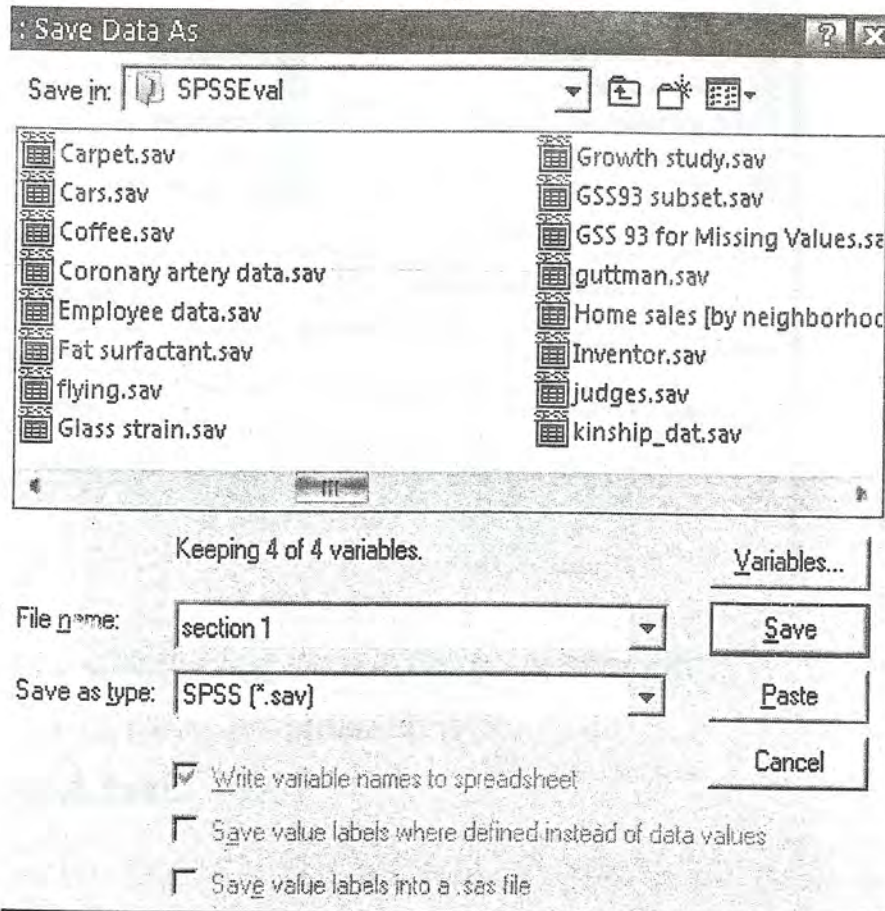 : Save Data As
Save in: SPSSEval
Carpet.sav
Cars.sav
Coffee.sav
Coronary artery data.sav
Employee data.sav
Fat surfactant.sav
flying.sav
Glass strain.sav
Growth study.sav
GSS93 subset.sav
GSS 93 for Missing Values.sa
guttman.sav
Home sales [by neighborhoo
Inventor.sav
judges.sav
kinship_dat.sav
Keeping 4 of 4 variables.
Variables...
File name: section 1
Save
Save as type: SPSS (*.sav)
Paste
Cancel
Write variable names to spreadsheet
Save value labels where defined instead of data values
Save value labels into a .sas file